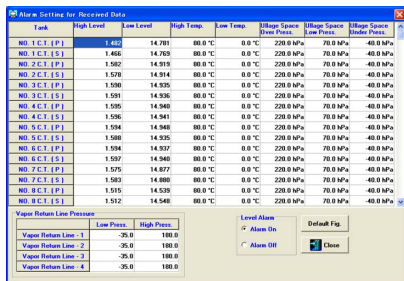 Alarm Setting for Received Data
Tank High Level Low Level High Temp. Low Temp. Ullage Space Over Press. Ullage Space Low Press. Ullage Space Under Press.
NO. 1 C.T. ( P ) 1.482 14.781 80.0 °C 0.0 °C 220.0 hPa 70.0 hPa -40.0 hPa
NO. 1 C.T. ( S ) 1.466 14.769 80.0 °C 0.0 °C 220.0 hPa 70.0 hPa -40.0 hPa
NO. 2 C.T. ( P ) 1.582 14.919 80.0 °C 0.0 °C 220.0 hPa 70.0 hPa -40.0 hPa
NO. 2 C.T. ( S ) 1.578 14.914 80.0 °C 0.0 °C 220.0 hPa 70.0 hPa -40.0 hPa
NO. 3 C.T. ( P ) 1.590 14.935 80.0 °C 0.0 °C 220.0 hPa 70.0 hPa -40.0 hPa
NO. 3 C.T. ( S ) 1.591 14.936 80.0 °C 0.0 °C 220.0 hPa 70.0 hPa -40.0 hPa
NO. 4 C.T. ( P ) 1.595 14.940 80.0 °C 0.0 °C 220.0 hPa 70.0 hPa -40.0 hPa
NO. 4 C.T. ( S ) 1.596 14.941 80.0 °C 0.0 °C 220.0 hPa 70.0 hPa -40.0 hPa
NO. 5 C.T. ( P ) 1.594 14.948 80.0 °C 0.0 °C 220.0 hPa 70.0 hPa -40.0 hPa
NO. 5 C.T. ( S ) 1.588 14.935 80.0 °C 0.0 °C 220.0 hPa 70.0 hPa -40.0 hPa
NO. 6 C.T. ( P ) 1.594 14.937 80.0 °C 0.0 °C 220.0 hPa 70.0 hPa -40.0 hPa
NO. 6 C.T. ( S ) 1.597 14.940 80.0 °C 0.0 °C 220.0 hPa 70.0 hPa -40.0 hPa
NO. 7 C.T. ( P ) 1.575 14.877 80.0 °C 0.0 °C 220.0 hPa 70.0 hPa -40.0 hPa
NO. 7 C.T. ( S ) 1.583 14.880 80.0 °C 0.0 °C 220.0 hPa 70.0 hPa -40.0 hPa
NO. 8 C.T. ( P ) 1.515 14.539 80.0 °C 0.0 °C 220.0 hPa 70.0 hPa -40.0 hPa
NO. 8 C.T. ( S ) 1.512 14.548 80.0 °C 0.0 °C 220.0 hPa 70.0 hPa -40.0 hPa
Vapor Return Line Pressure
Low Press. High Press.
Vapor Return Line - 1 -35.0 180.0
Vapor Return Line - 2 -35.0 180.0
Vapor Return Line - 3 -35.0 180.0
Vapor Return Line - 4 -35.0 180.0
Level Alarm
Alarm On
Alarm Off
Default Fig.
Close